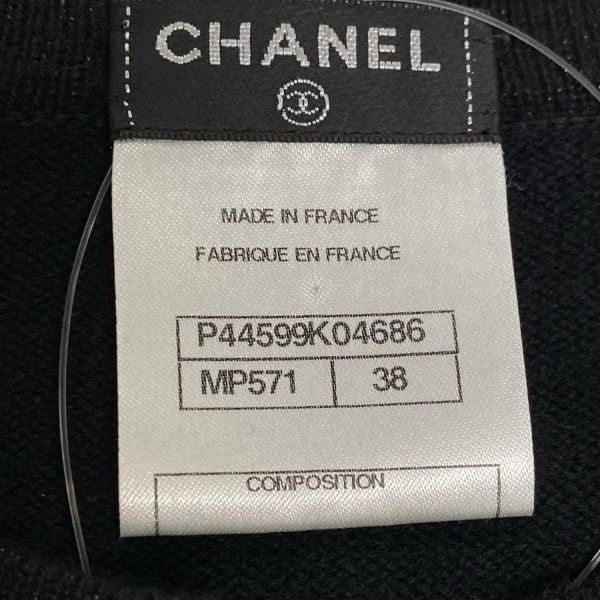 CHANEL
MADE IN FRANCE
FABRIQUE EN FRANCE
P44599K04686
MP571 38
COMPOSITION